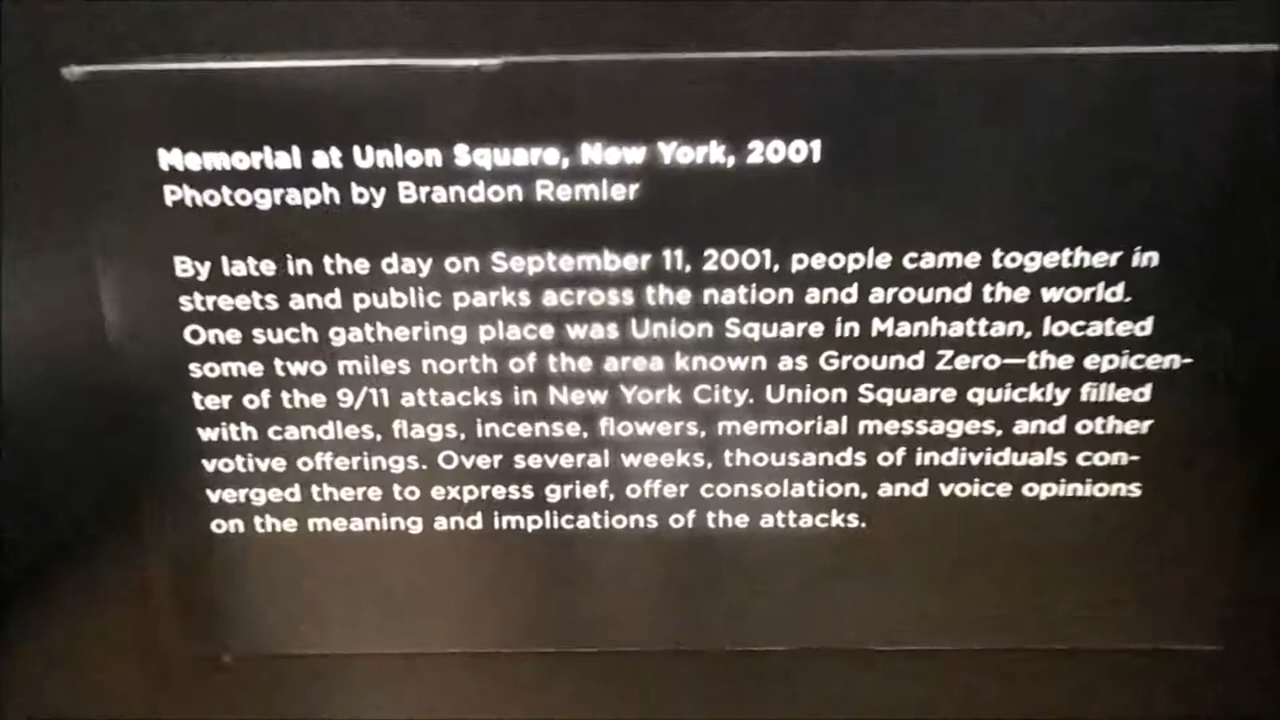 Memorial at Union Square, New York, 2001
Photograph by Brandon Remler
By late in the day on September 11, 2001, people came together in
streets and public parks across the nation and around the world.
One such gathering place was Union Square in Manhattan, located
some two miles north of the area known as Ground Zero—the epicen-
ter of the 9/11 attacks in New York City. Union Square quickly filled
with candles, flags, incense, flowers, memorial messages, and other
votive offerings. Over several weeks, thousands of individuals con-
verged there to express grief, offer consolation, and voice opinions
on the meaning and implications of the attacks.